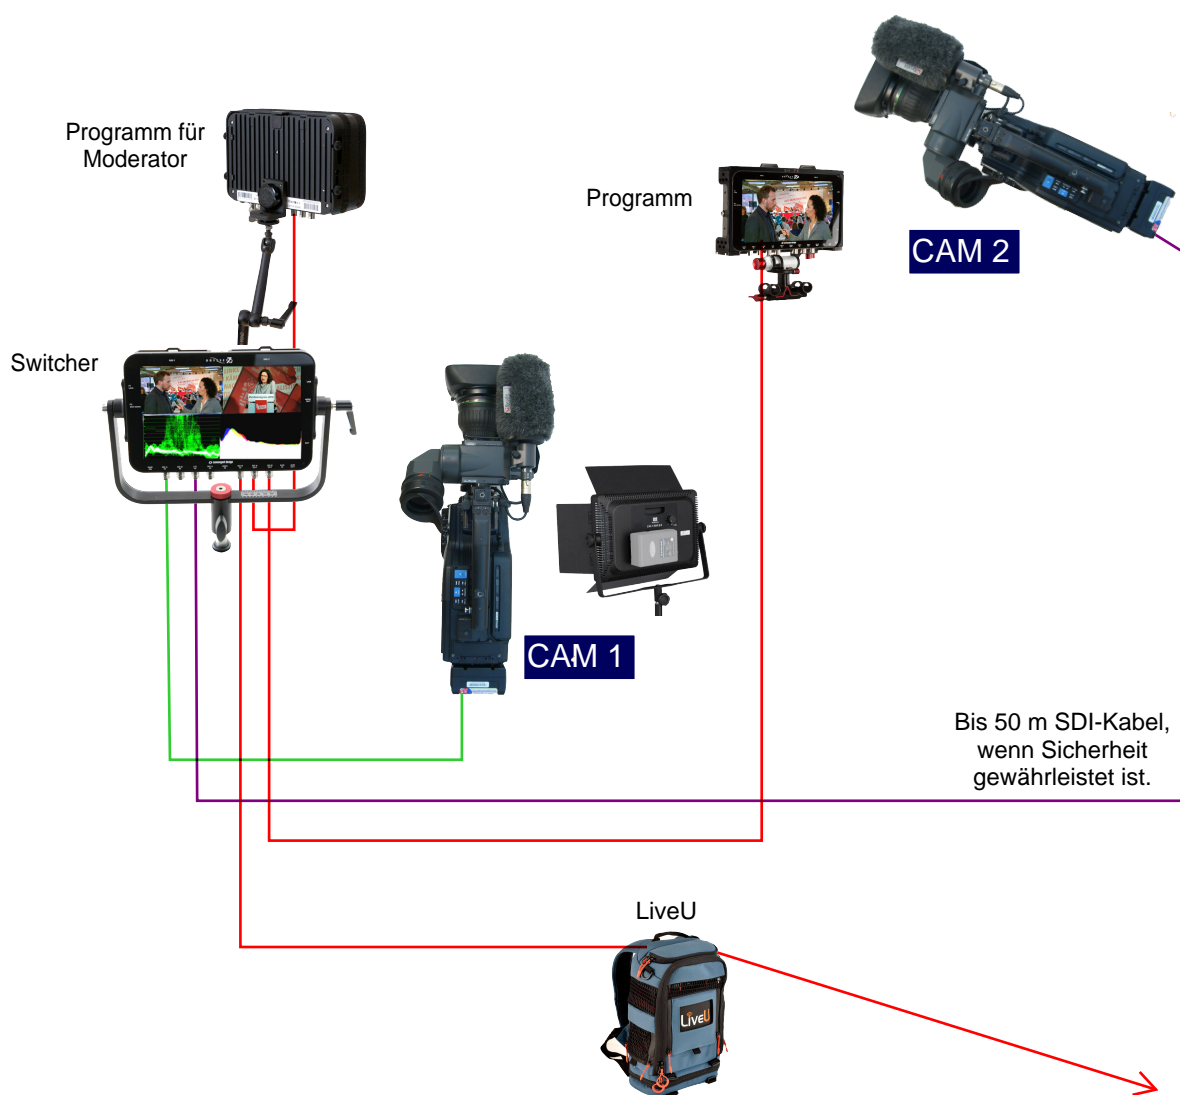 Programm für
Moderator
Programm
CAM 2
Switcher
CAM 1
Bis 50 m SDI-Kabel,
wenn Sicherheit
gewährleistet ist.
LiveU
LiveU